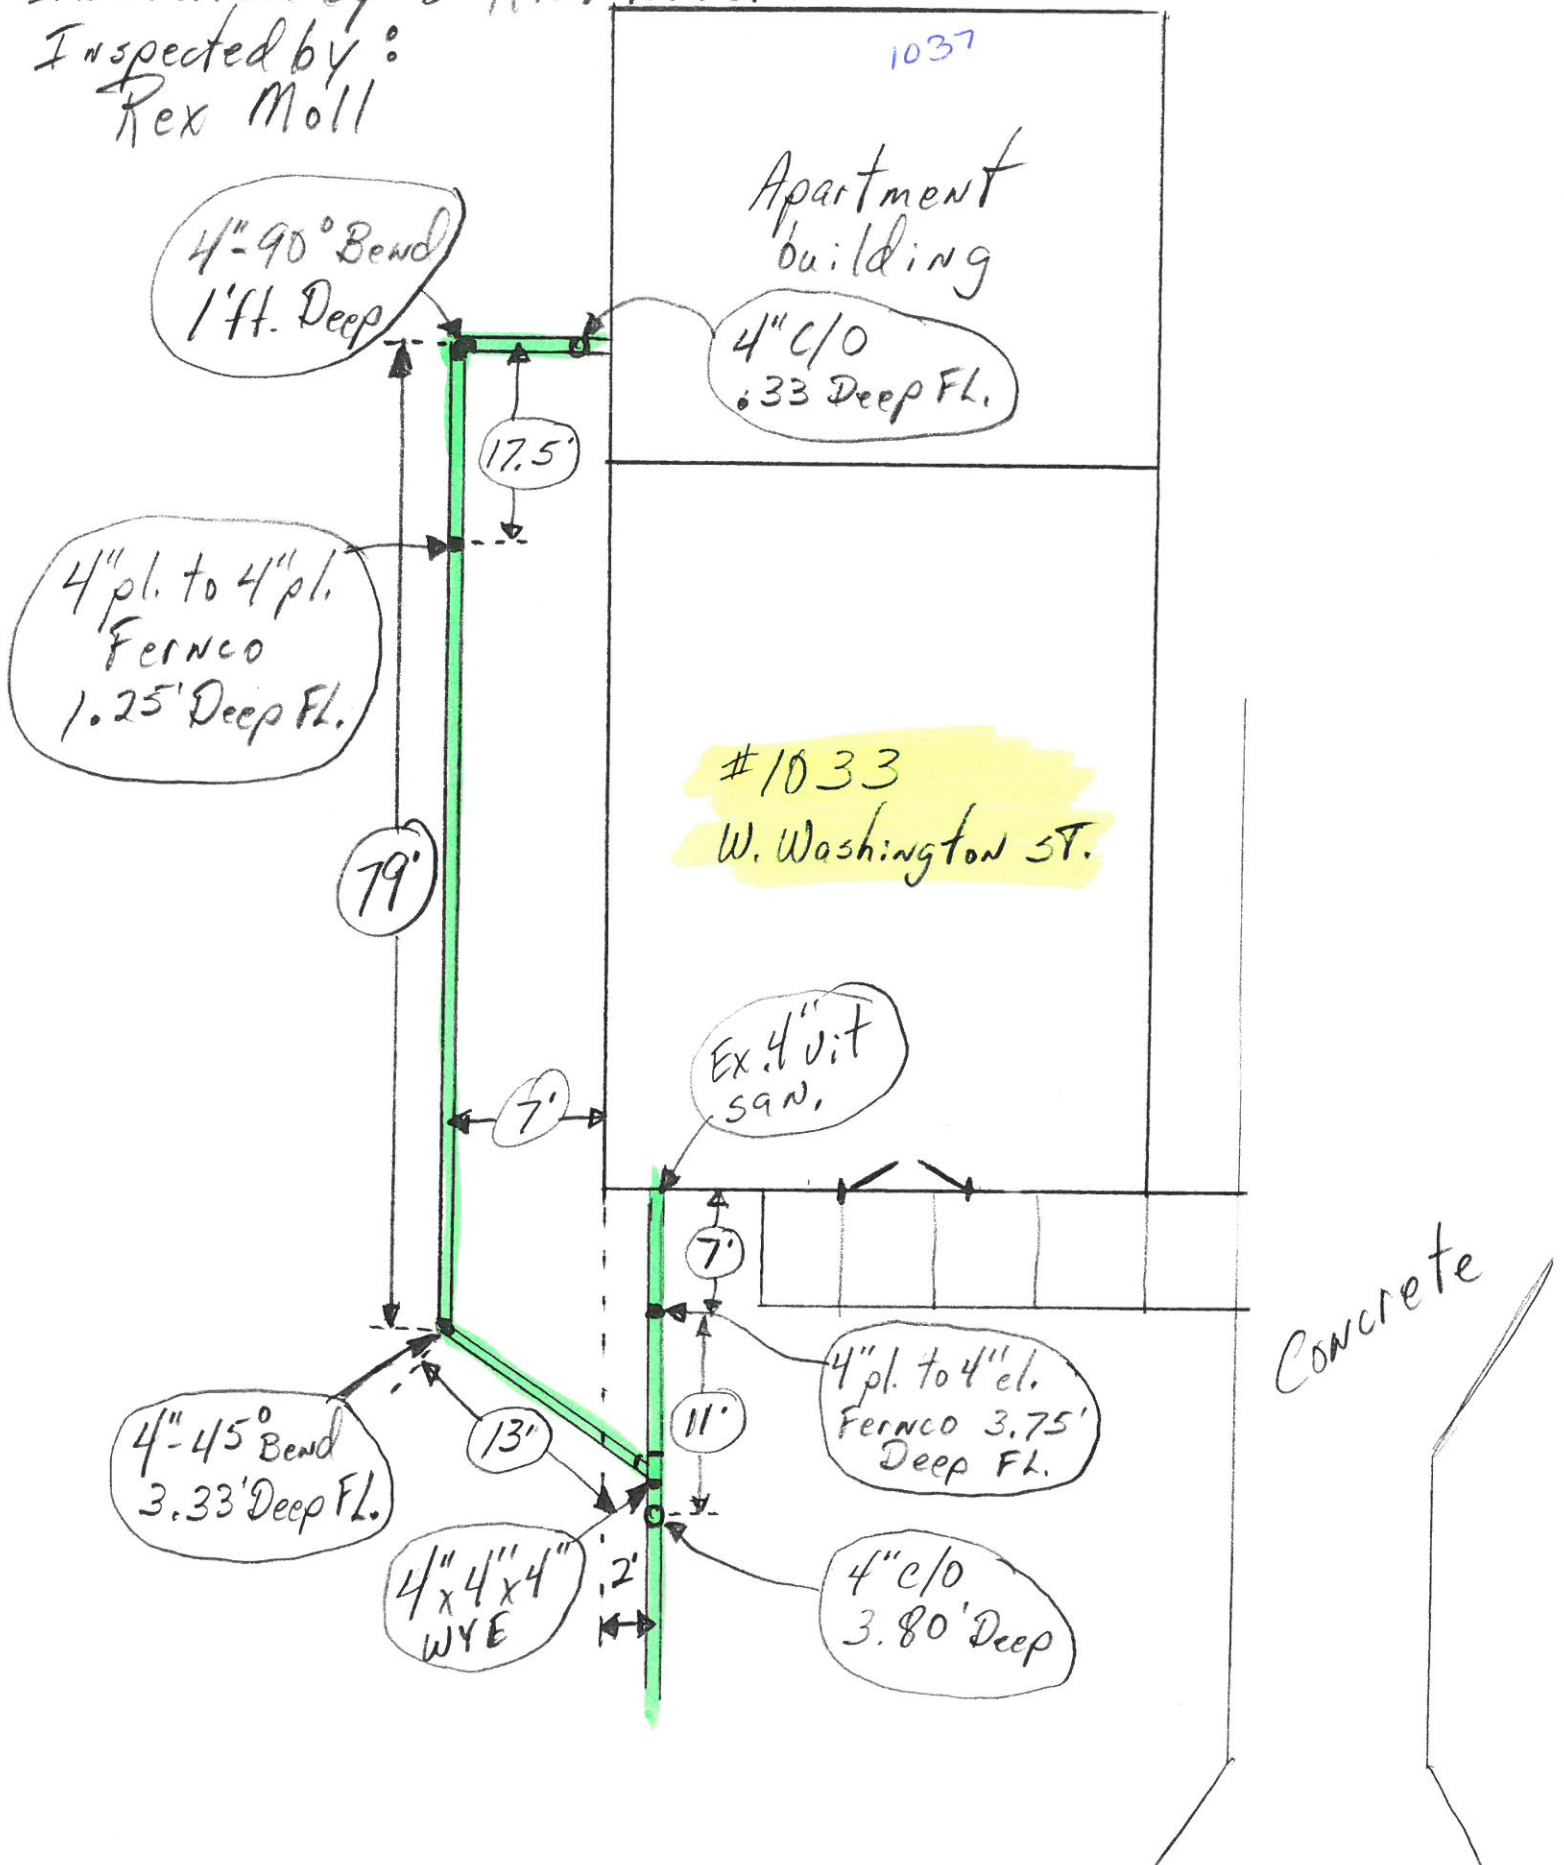 Inspected by:
Rex Moll
1037
Apartment
building
4"-90° Bend
1'ft. Deep
4" C/O
.33 Deep FL.
17.5'
4" pl. to 4" pl.
Fernco
1.25' Deep FL.
#1033
W. Washington ST.
79'
Ex. 4" vit
san.
7'
7'
Concrete
4" pl. to 4" cl.
Fernco 3.75'
Deep FL.
11'
13'
4"-45° Bend
3.33' Deep FL.
4"x4"x4"
WYE
2'
4" c/o
3.80' Deep